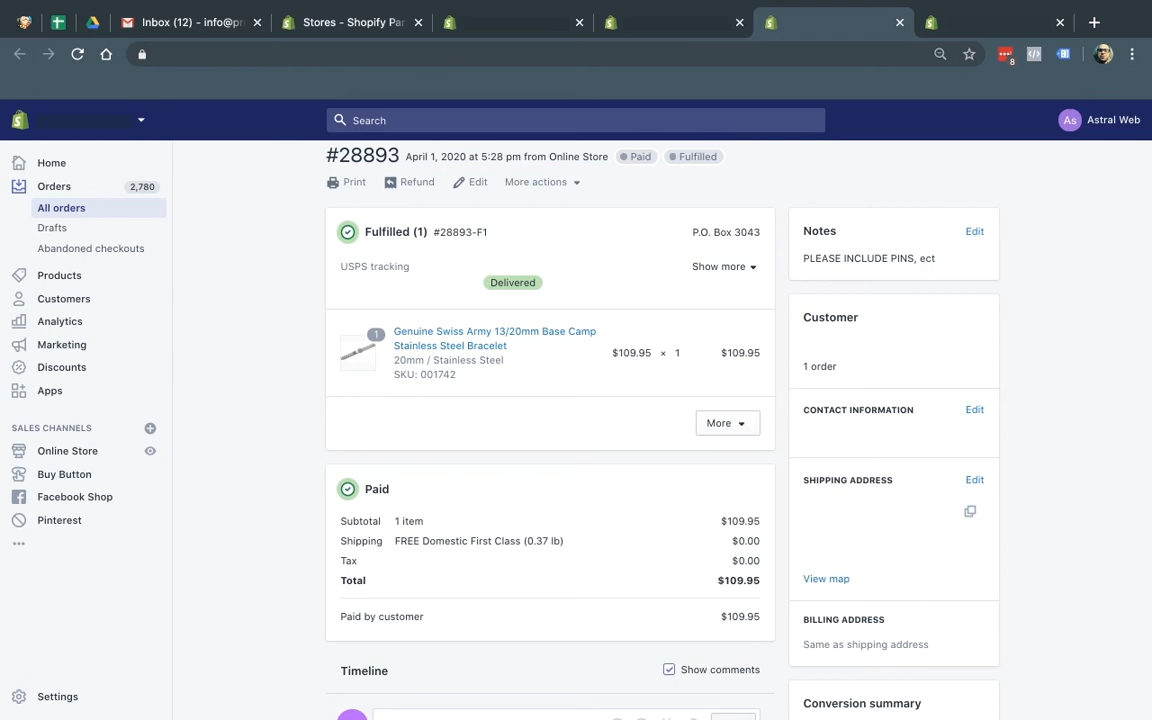 Inbox (12) - info@pr
Stores - Shopify Par
8
Search
As Astral Web
Home
Orders 2,780
All orders
Drafts
Abandoned checkouts
Products
Customers
Analytics
Marketing
Discounts
Apps
SALES CHANNELS
Online Store
Buy Button
Facebook Shop
Pinterest
Settings
#28893 April 1, 2020 at 5:28 pm from Online Store Paid Fulfilled
Print Refund Edit More actions
Fulfilled (1) #28893-F1 P.O. Box 3043
USPS tracking Show more
Delivered
1
Genuine Swiss Army 13/20mm Base Camp
Stainless Steel Bracelet
20mm / Stainless Steel
SKU: 001742
$109.95 × 1 $109.95
More
Paid
Subtotal 1 item $109.95
Shipping FREE Domestic First Class (0.37 lb) $0.00
Tax $0.00
Total $109.95
Paid by customer $109.95
Timeline Show comments
Notes Edit
PLEASE INCLUDE PINS, ect
Customer
1 order
CONTACT INFORMATION Edit
SHIPPING ADDRESS Edit
View map
BILLING ADDRESS
Same as shipping address
Conversion summary